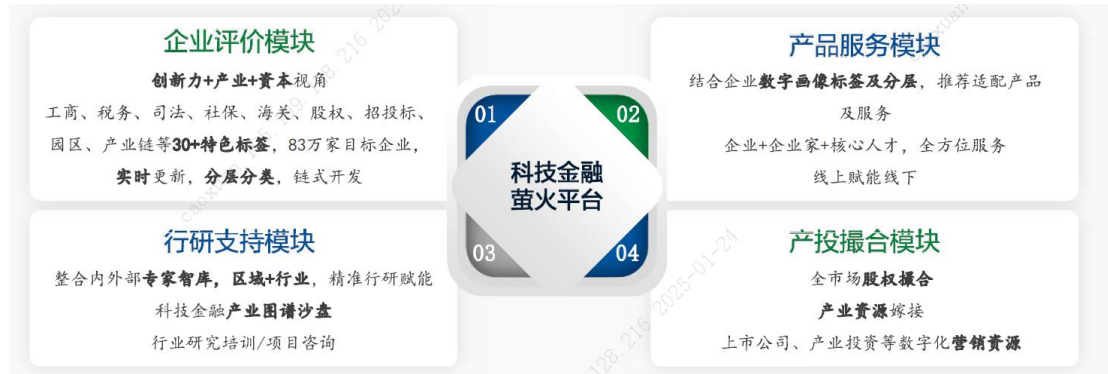 企业评价模块
创新力+产业+资本视角
工商、税务、司法、社保、海关、股权、招投标、
园区、产业链等30+特色标签，83万家目标企业，
实时更新，分层分类，链式开发
产品服务模块
结合企业数字画像标签及分层，推荐适配产品
及服务
企业+企业家+核心人才，全方位服务
线上赋能线下
01
02
科技金融
萤火平台
03
04
行研支持模块
整合内外部专家智库，区域+行业，精准行研赋能
科技金融产业图谱沙盘
行业研究培训/项目咨询
产投撮合模块
全市场股权撮合
产业资源嫁接
上市公司、产业投资等数字化营销资源
128.216 2025-01-24